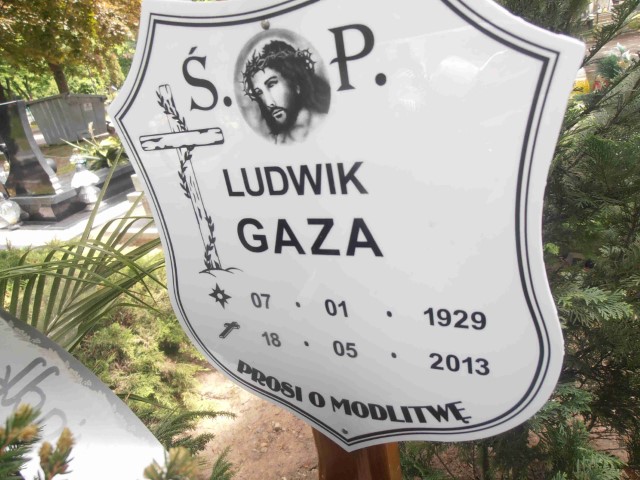 Ś. P.
LUDWIK
GAZA
07 · 01 · 1929
18 · 05 · 2013
PROSI O MODLITWĘ